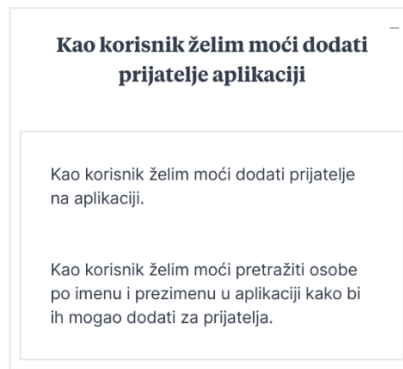 Kao korisnik želim moći dodati
prijatelje aplikaciji
Kao korisnik želim moći dodati prijatelje
na aplikaciji.
Kao korisnik želim moći pretražiti osobe
po imenu i prezimenu u aplikaciji kako bi
ih mogao dodati za prijatelja.